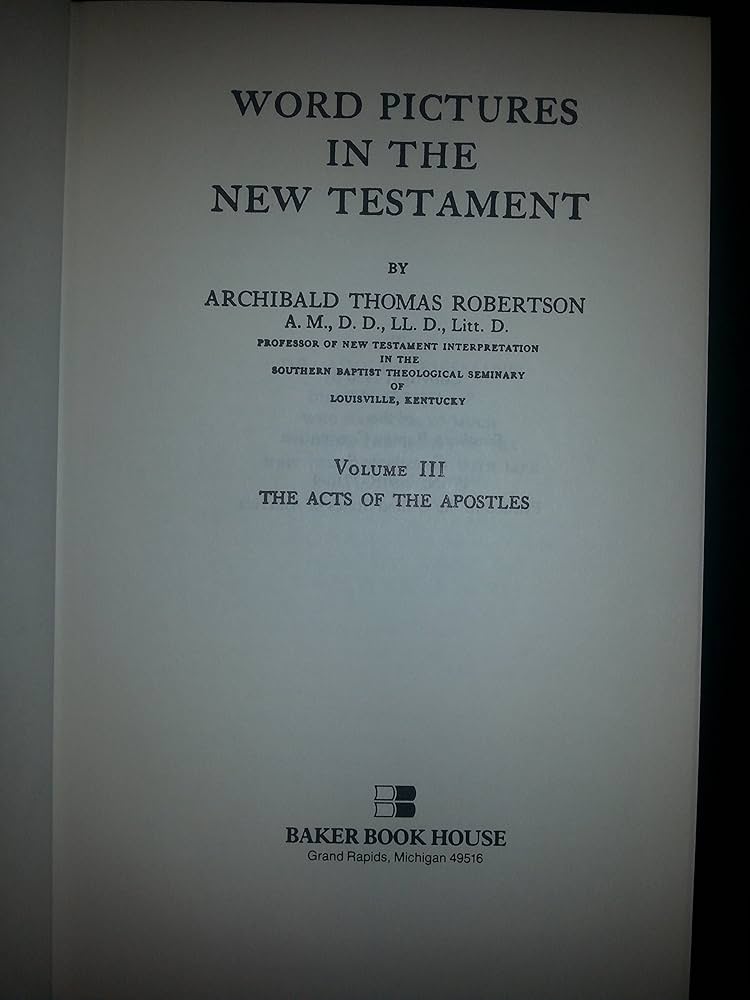 WORD PICTURES
IN THE
NEW TESTAMENT
BY
ARCHIBALD THOMAS ROBERTSON
A. M., D. D., LL. D., Litt. D.
PROFESSOR OF NEW TESTAMENT INTERPRETATION
IN THE
SOUTHERN BAPTIST THEOLOGICAL SEMINARY
OF
LOUISVILLE, KENTUCKY
VOLUME III
THE ACTS OF THE APOSTLES
BAKER BOOK HOUSE
Grand Rapids, Michigan 49516